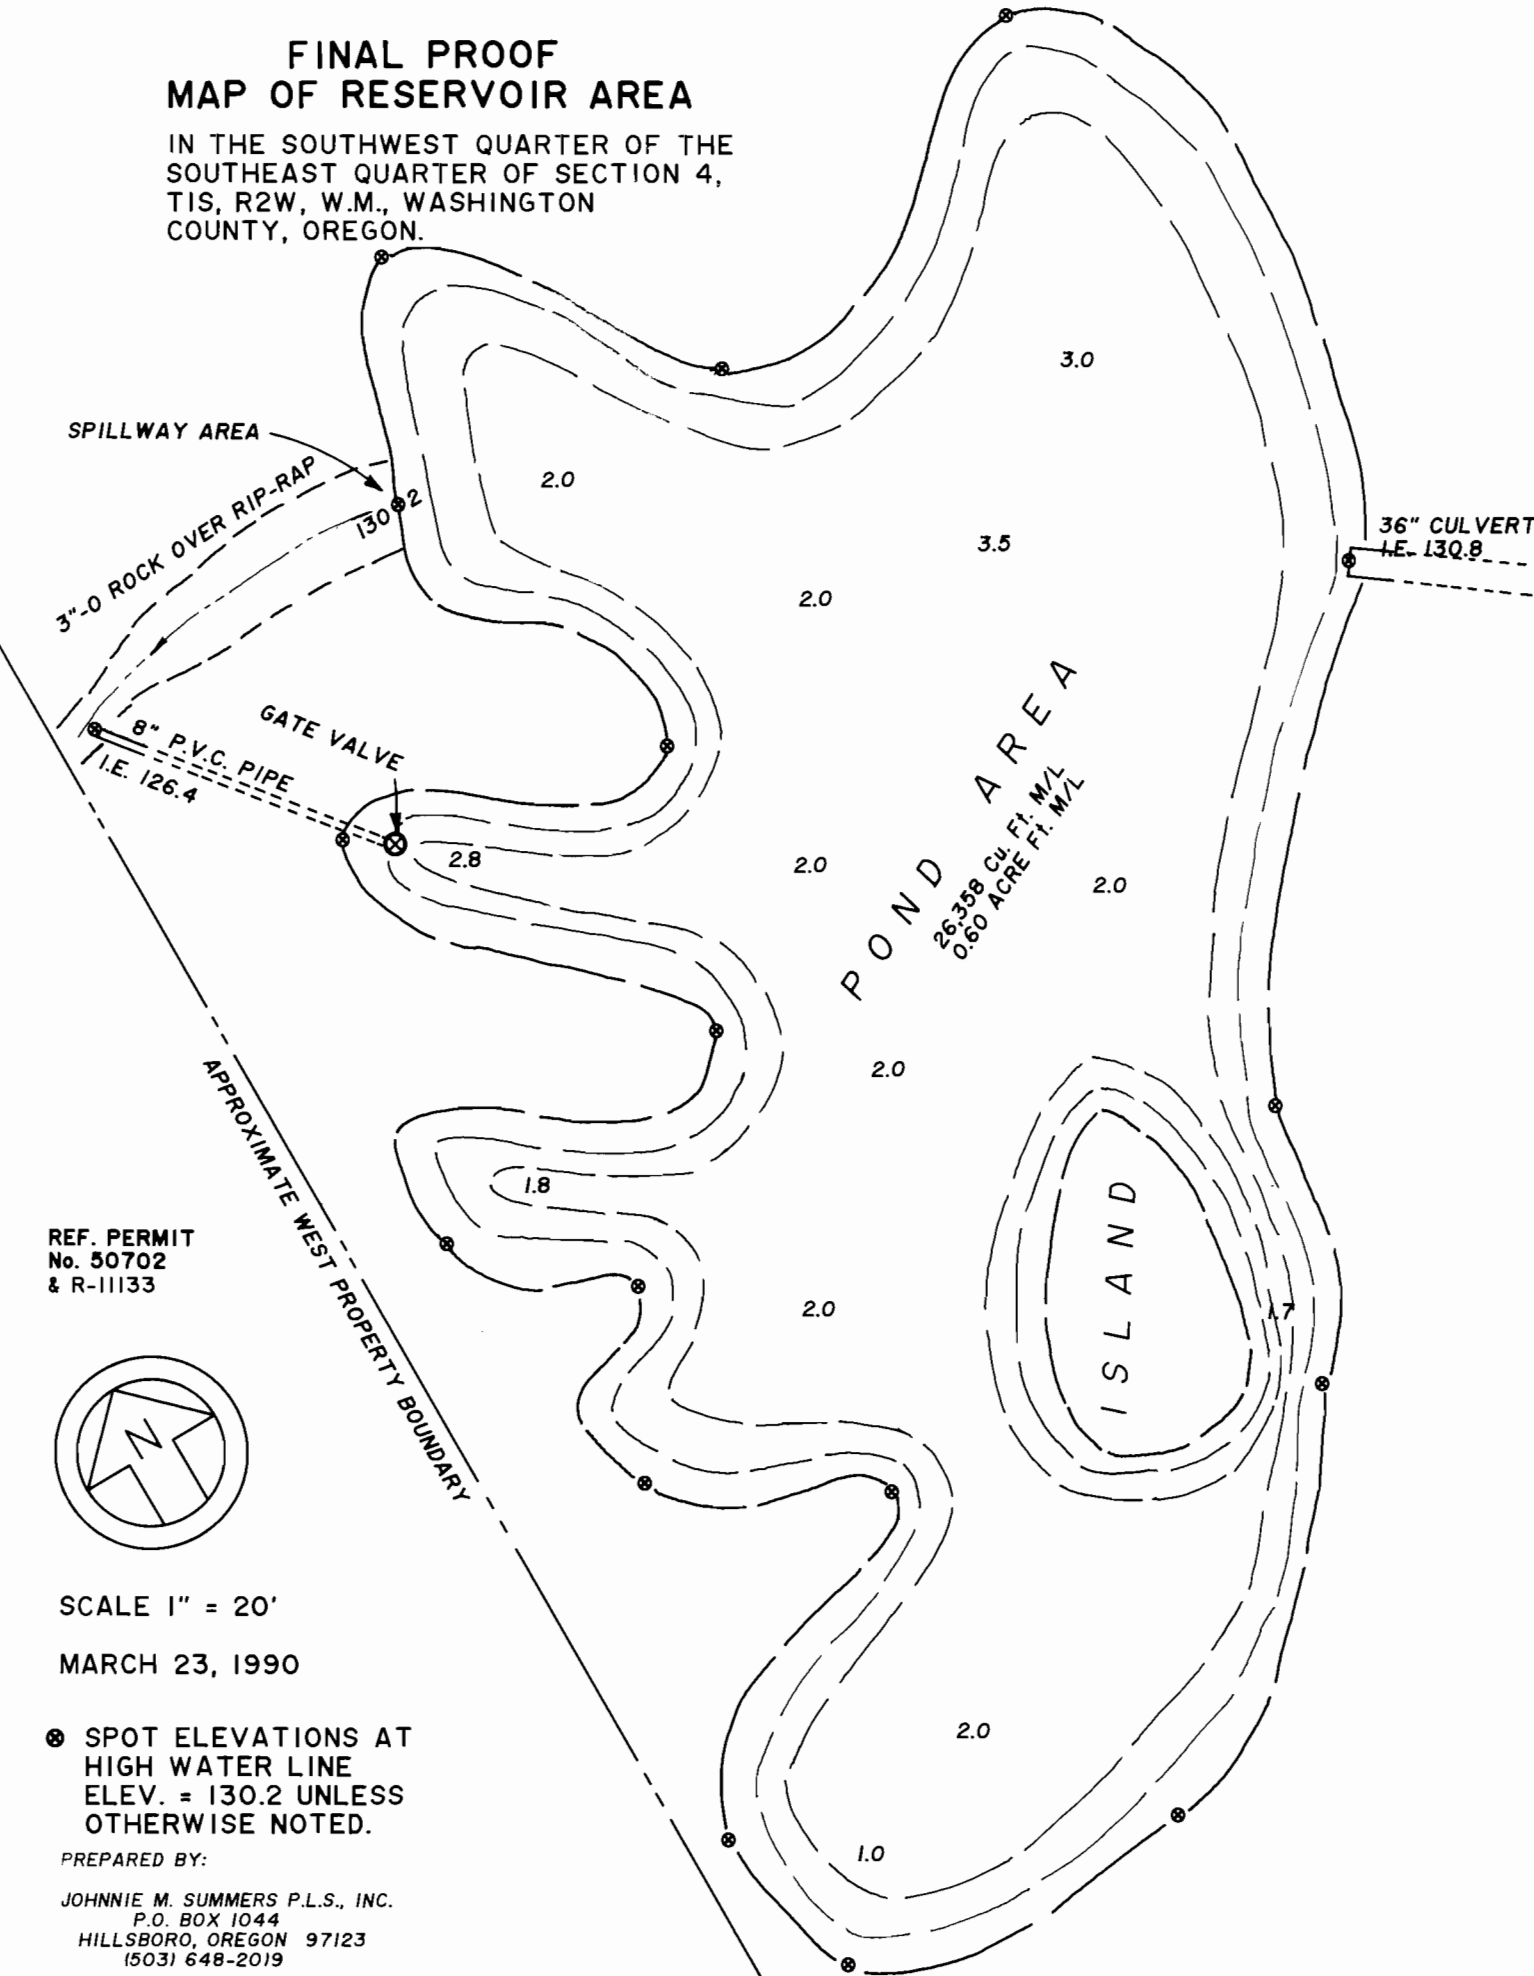 FINAL PROOF
MAP OF RESERVOIR AREA
IN THE SOUTHWEST QUARTER OF THE
SOUTHEAST QUARTER OF SECTION 4,
T1S, R2W, W.M., WASHINGTON
COUNTY, OREGON.
3.0
SPILLWAY AREA
2.0
130.2
3"-0 ROCK OVER RIP-RAP
36" CULVERT
I.E. 130.8
3.5
2.0
GATE VALVE
8" P.V.C. PIPE
I.E. 126.4
2.8
2.0
POND AREA
26,358 Cu. Ft. M/L
0.60 ACRE Ft. M/L
2.0
2.0
APPROXIMATE WEST PROPERTY BOUNDARY
1.8
ISLAND
1.7
2.0
REF. PERMIT
No. 50702
& R-11133
N
SCALE 1" = 20'
MARCH 23, 1990
SPOT ELEVATIONS AT
HIGH WATER LINE
ELEV. = 130.2 UNLESS
OTHERWISE NOTED.
2.0
1.0
PREPARED BY:
JOHNNIE M. SUMMERS P.L.S., INC.
P.O. BOX 1044
HILLSBORO, OREGON 97123
(503) 648-2019